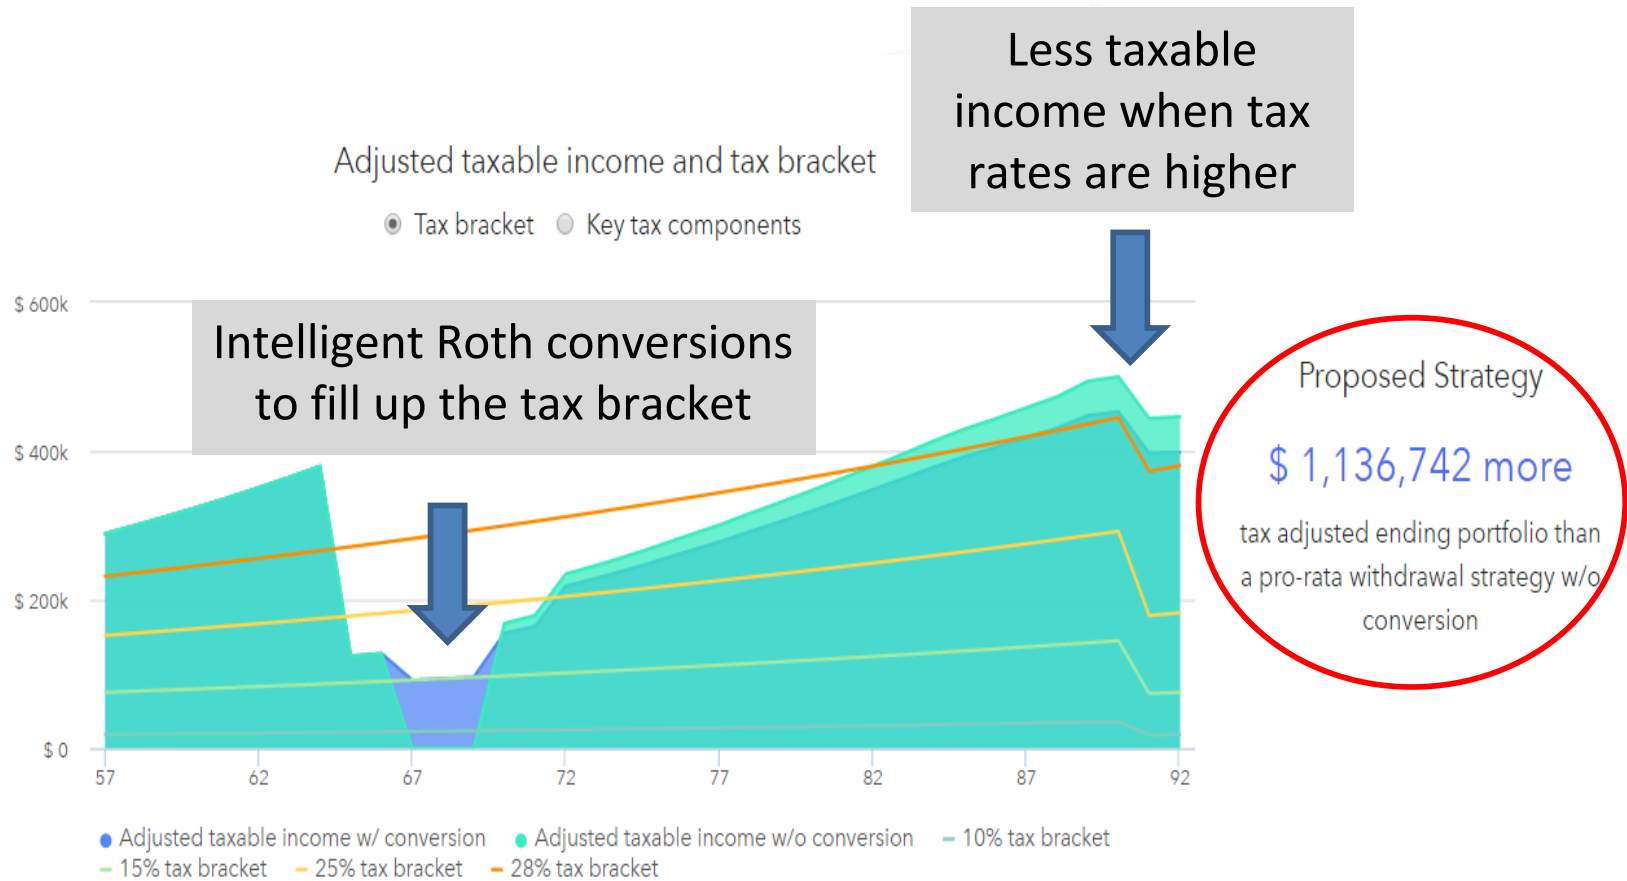 Less taxable
income when tax
rates are higher
Adjusted taxable income and tax bracket
Tax bracket Key tax components
$ 600k
Intelligent Roth conversions
to fill up the tax bracket
Proposed Strategy
$ 1,136,742 more
tax adjusted ending portfolio than
a pro-rata withdrawal strategy w/o
conversion
$ 400k
$ 200k
$ 0
57 62 67 72 77 82 87 92
Adjusted taxable income w/ conversion Adjusted taxable income w/o conversion 10% tax bracket
15% tax bracket 25% tax bracket 28% tax bracket